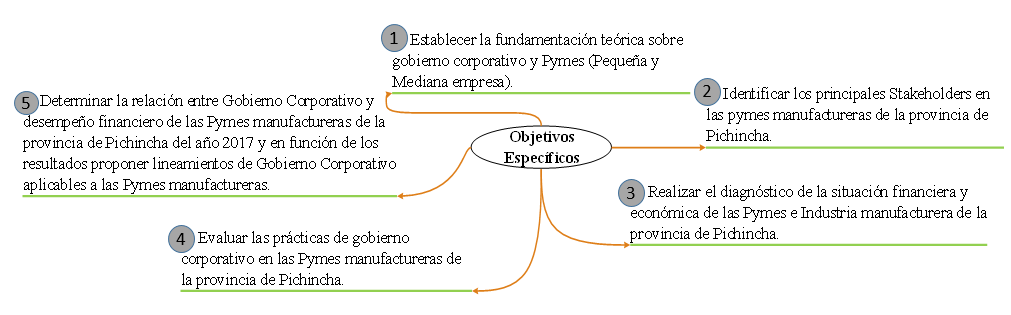 1 Establecer la fundamentación teórica sobre
gobierno corporativo y Pymes (Pequeña y
Mediana empresa).
2 Identificar los principales Stakeholders en
las pymes manufactureras de la provincia de
Pichincha.
3 Realizar el diagnóstico de la situación financiera y
económica de las Pymes e Industria manufacturera de la
provincia de Pichincha.
4 Evaluar las prácticas de gobierno
corporativo en las Pymes manufactureras de
la provincia de Pichincha.
5 Determinar la relación entre Gobierno Corporativo y
desempeño financiero de las Pymes manufactureras de la
provincia de Pichincha del año 2017 y en función de los
resultados proponer lineamientos de Gobierno Corporativo
aplicables a las Pymes manufactureras.
Objetivos
Específicos